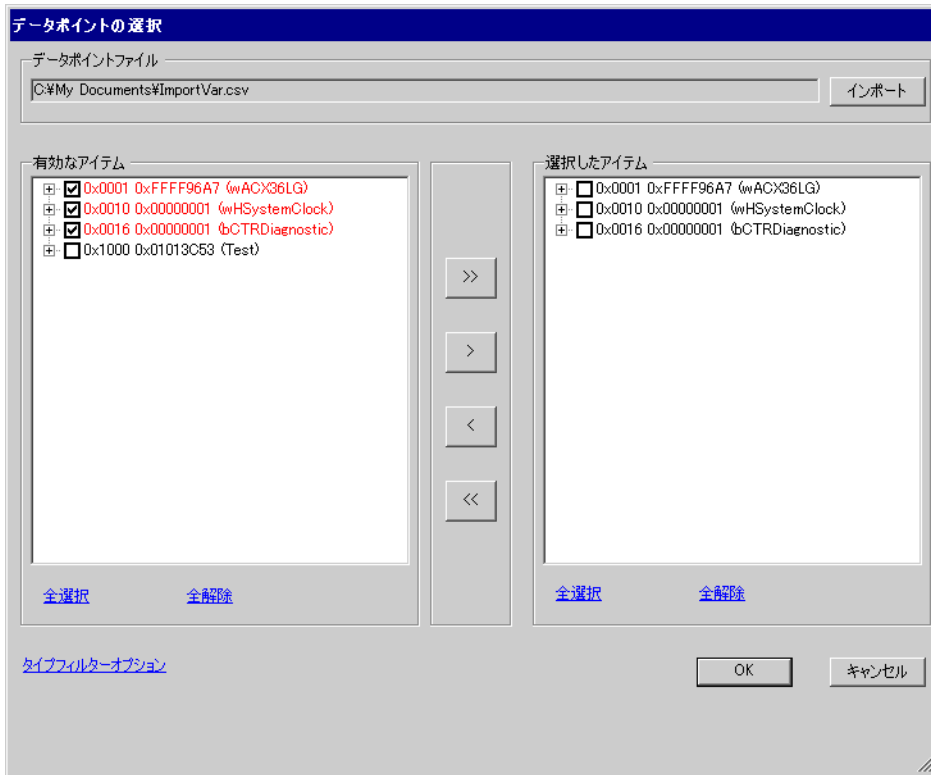 データポイントの選択
データポイントファイル
C:¥My Documents¥ImportVar.csv
インポート
有効なアイテム
0x0001 0xFFFF96A7 (wACX36LG)
0x0010 0x00000001 (wHSystemClock)
0x0016 0x00000001 (bCTRDiagnostic)
0x1000 0x01013C53 (Test)
全選択
全解除
>>
>
<
<<
選択したアイテム
0x0001 0xFFFF96A7 (wACX36LG)
0x0010 0x00000001 (wHSystemClock)
0x0016 0x00000001 (bCTRDiagnostic)
全選択
全解除
タイプフィルターオプション
OK
キャンセル